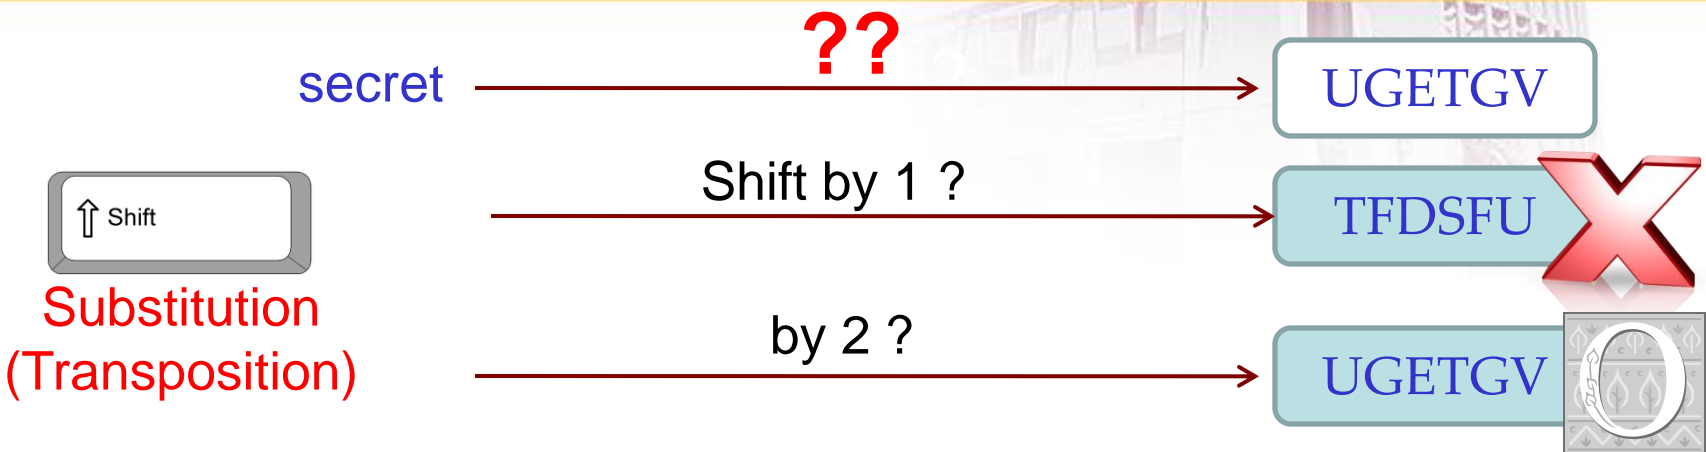 ??
secret
UGETGV
Shift by 1 ?
TFDSFU
X
⇧ Shift
Substitution
(Transposition)
by 2 ?
UGETGV
O